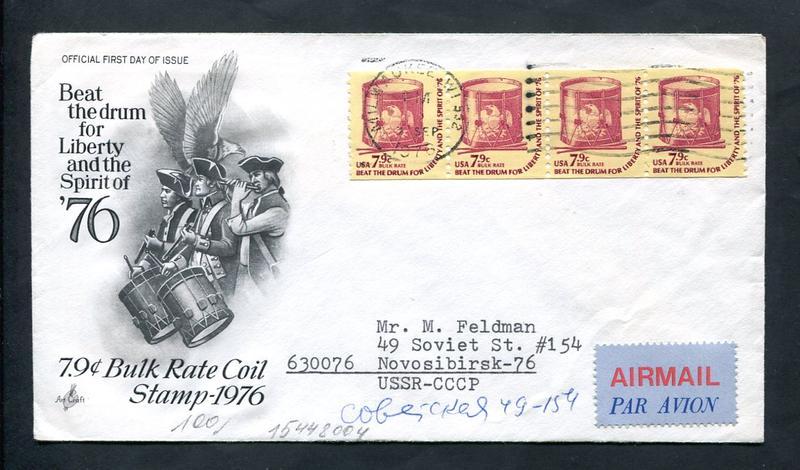 OFFICIAL FIRST DAY OF ISSUE
Beat
the drum
for
Liberty
and the
Spirit of
'76
7.9¢ Bulk Rate Coil
Stamp-1976
Art Craft
MILWAUKEE WI
SEP
USA 7.9c
BULK RATE
BEAT THE DRUM FOR LIBERTY AND THE SPIRIT OF '76
USA 7.9c
BULK RATE
BEAT THE DRUM FOR LIBERTY AND THE SPIRIT OF '76
USA 7.9c
BULK RATE
BEAT THE DRUM FOR LIBERTY AND THE SPIRIT OF '76
USA 7.9c
BULK RATE
BEAT THE DRUM FOR LIBERTY AND THE SPIRIT OF '76
Mr. M. Feldman
49 Soviet St. #154
630076 Novosibirsk-76
USSR-CCCP
Советская 49-154
AIRMAIL
PAR AVION
100/
15448004